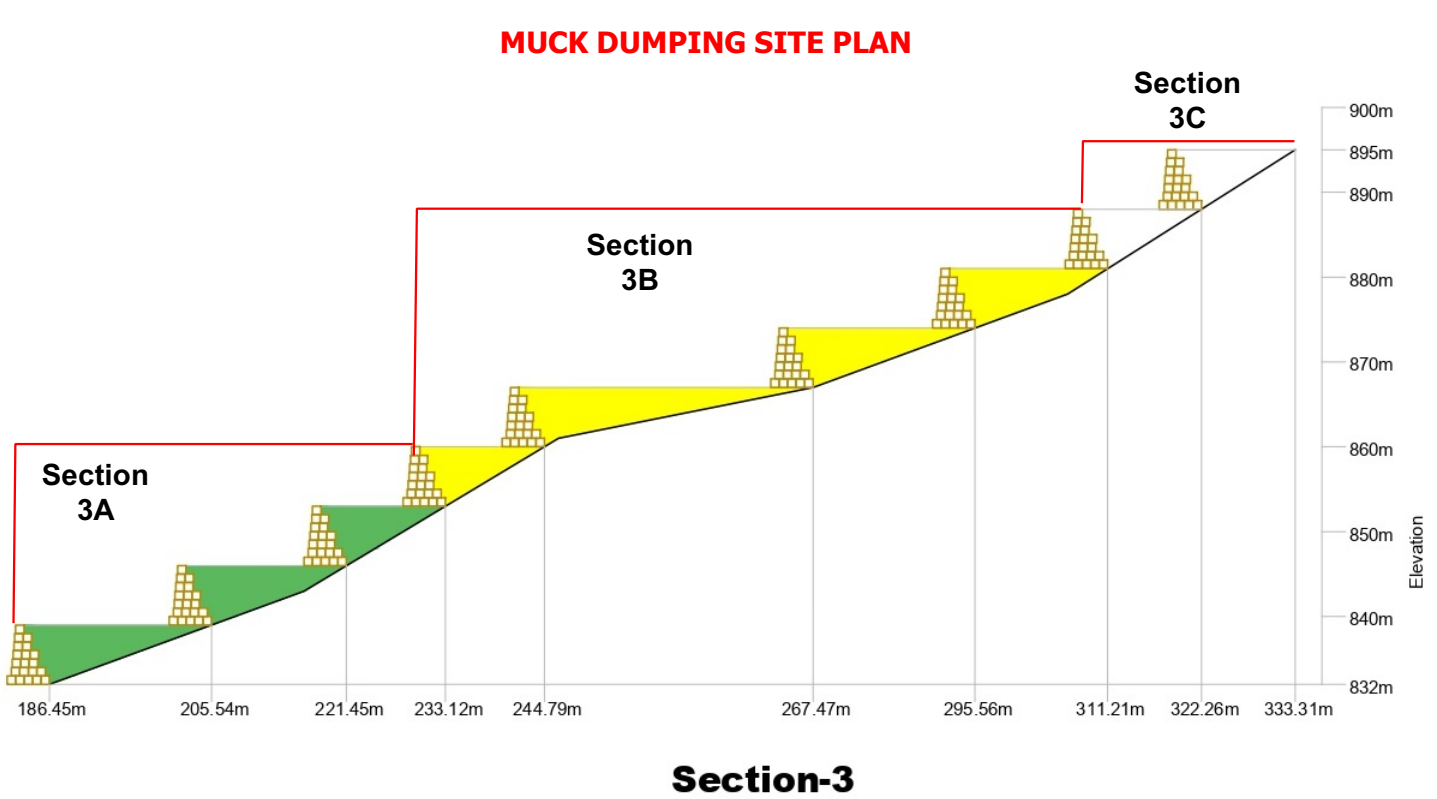 MUCK DUMPING SITE PLAN
Section
3C
900m
895m
890m
Section
3B
880m
870m
860m
Section
3A
850m
Elevation
840m
832m
186.45m
205.54m
221.45m
233.12m
244.79m
267.47m
295.56m
311.21m
322.26m
333.31m
Section-3